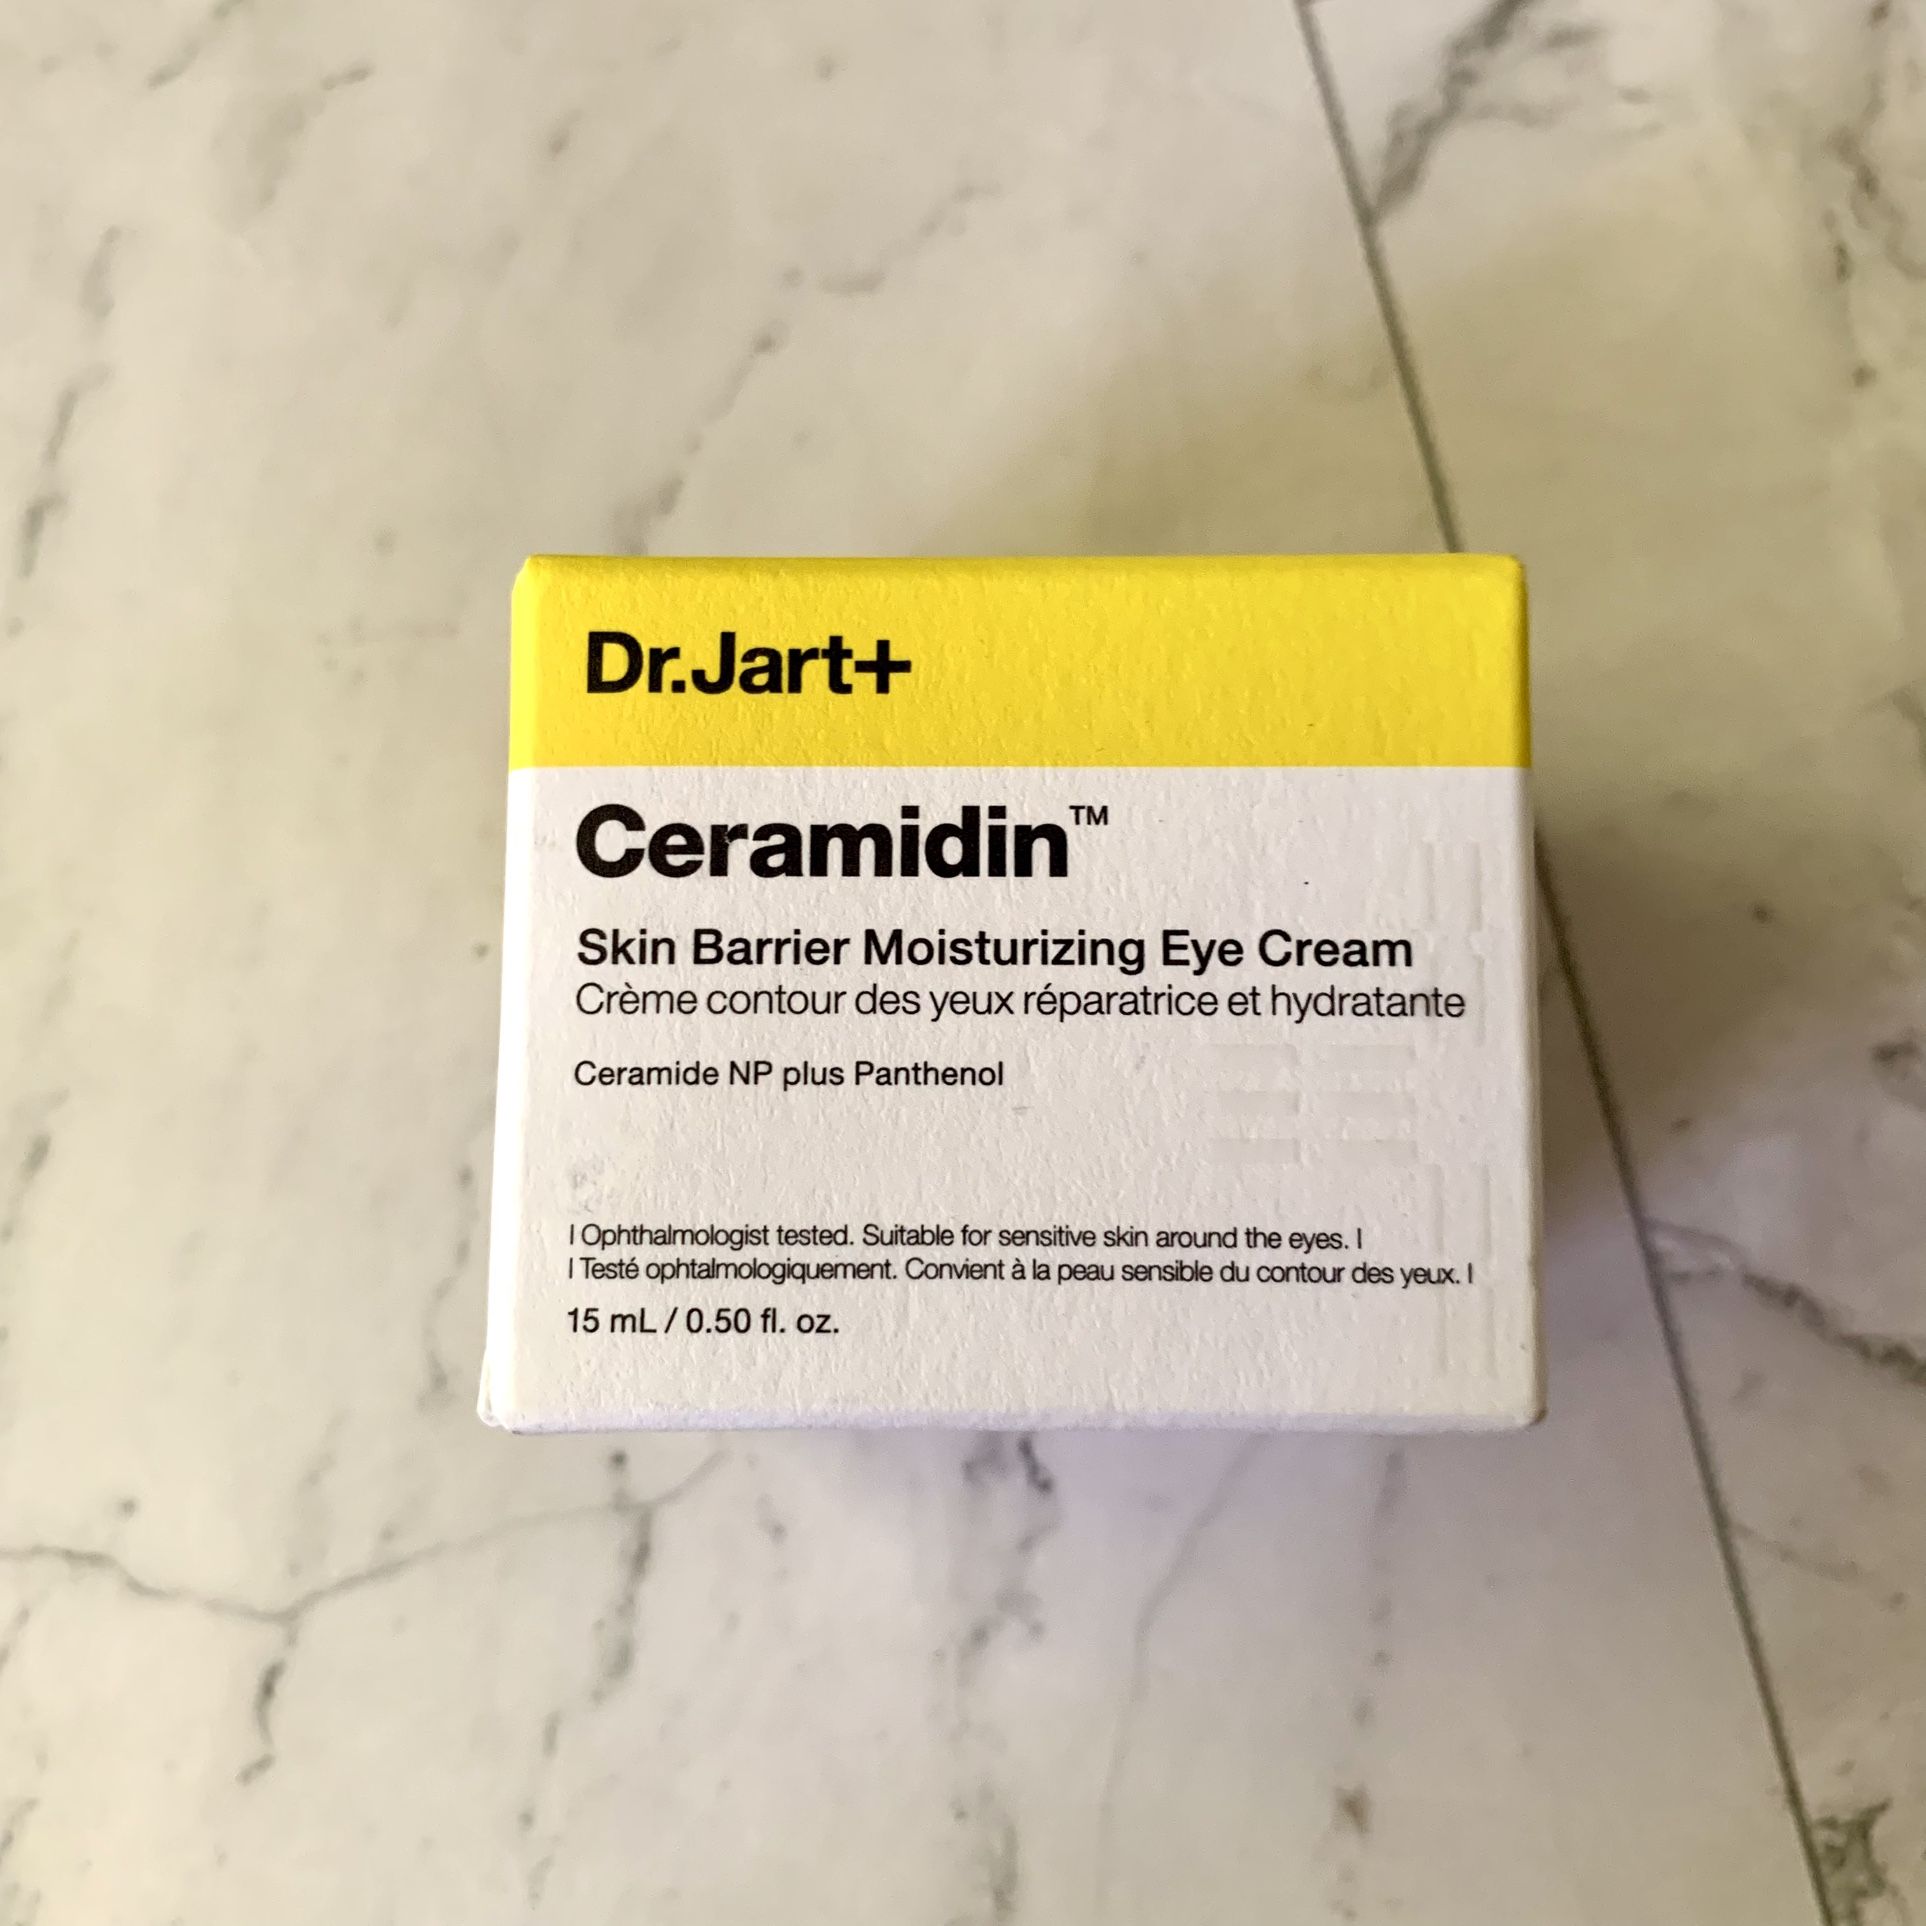 Dr.Jart+
Ceramidin™
Skin Barrier Moisturizing Eye Cream
Crème contour des yeux réparatrice et hydratante
Ceramide NP plus Panthenol
I Ophthalmologist tested. Suitable for sensitive skin around the eyes. I
I Testé ophtalmologiquement. Convient à la peau sensible du contour des yeux. I
15 mL / 0.50 fl. oz.